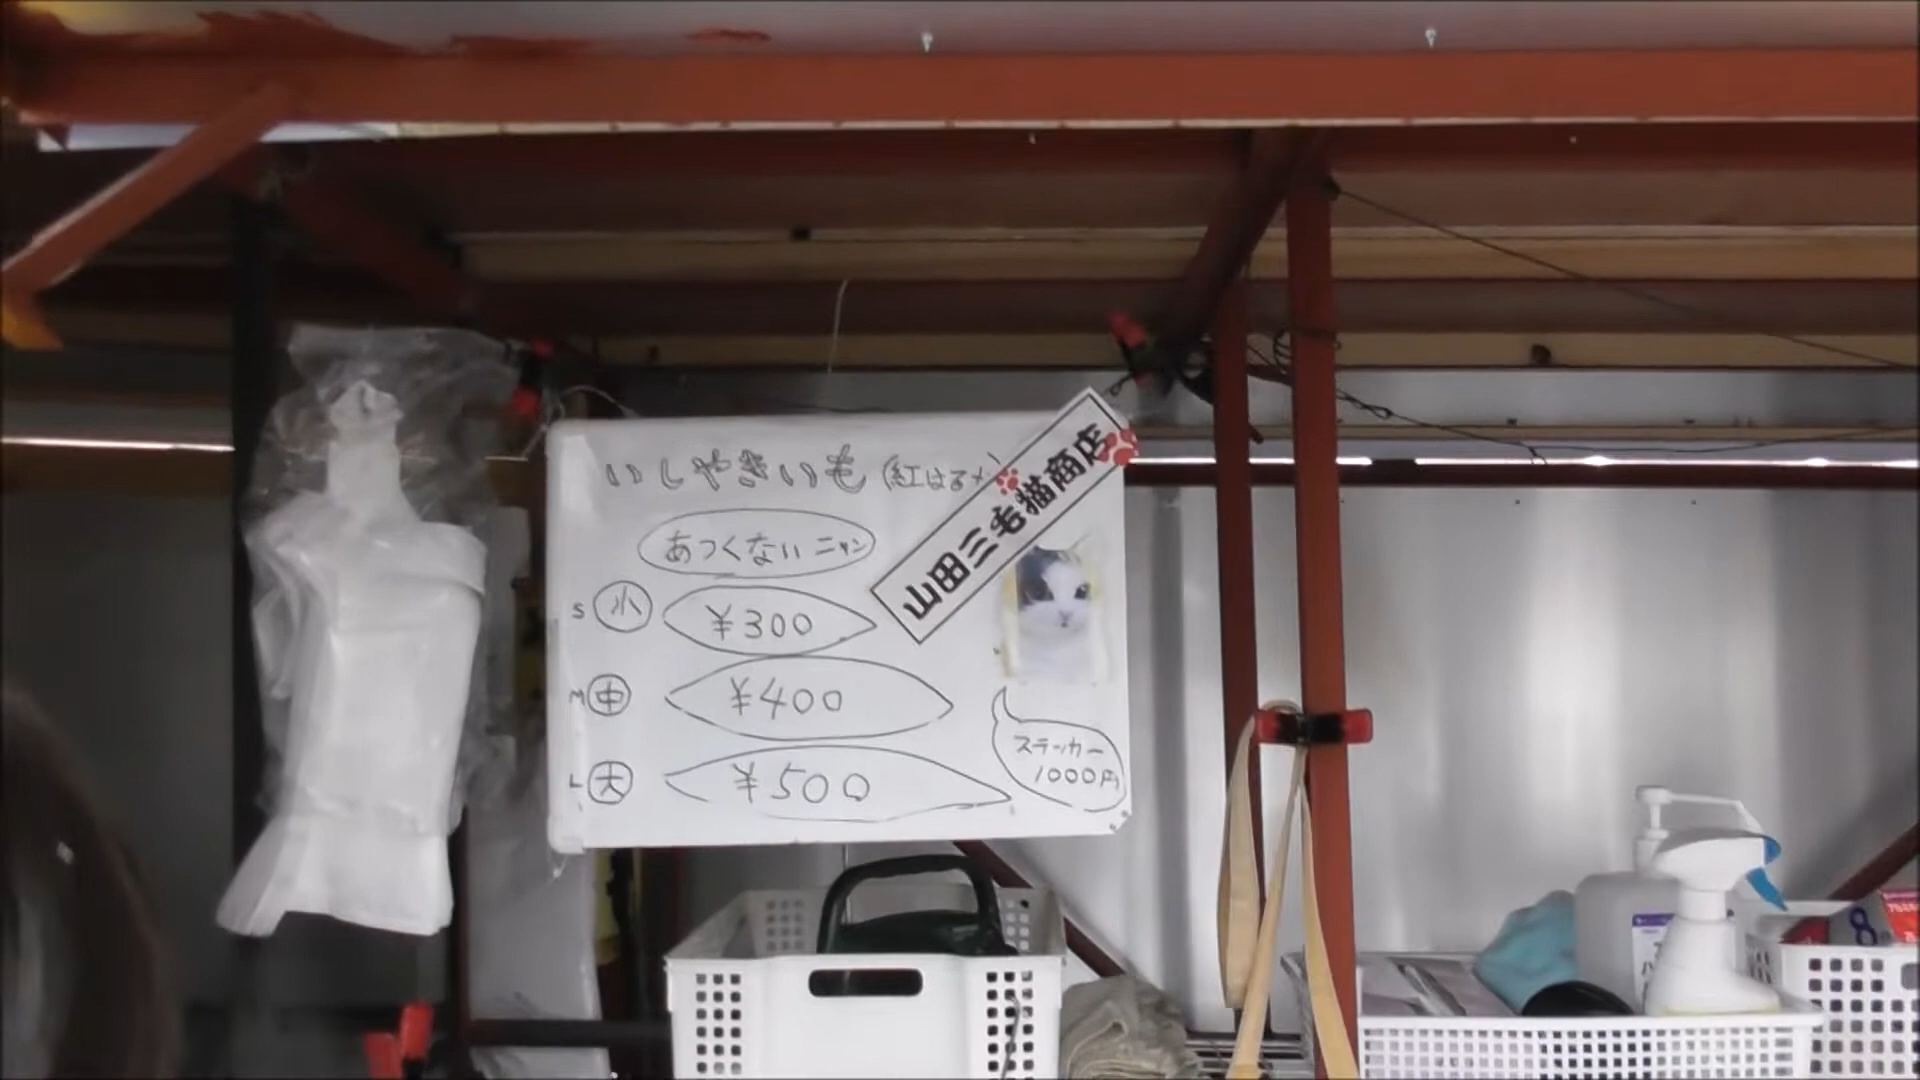 いしやきいも(紅はるか)
山田三毛猫商店
あつくないニャン
S 小 ¥300
M 中 ¥400
L 大 ¥500
ステッカー
1000円
8